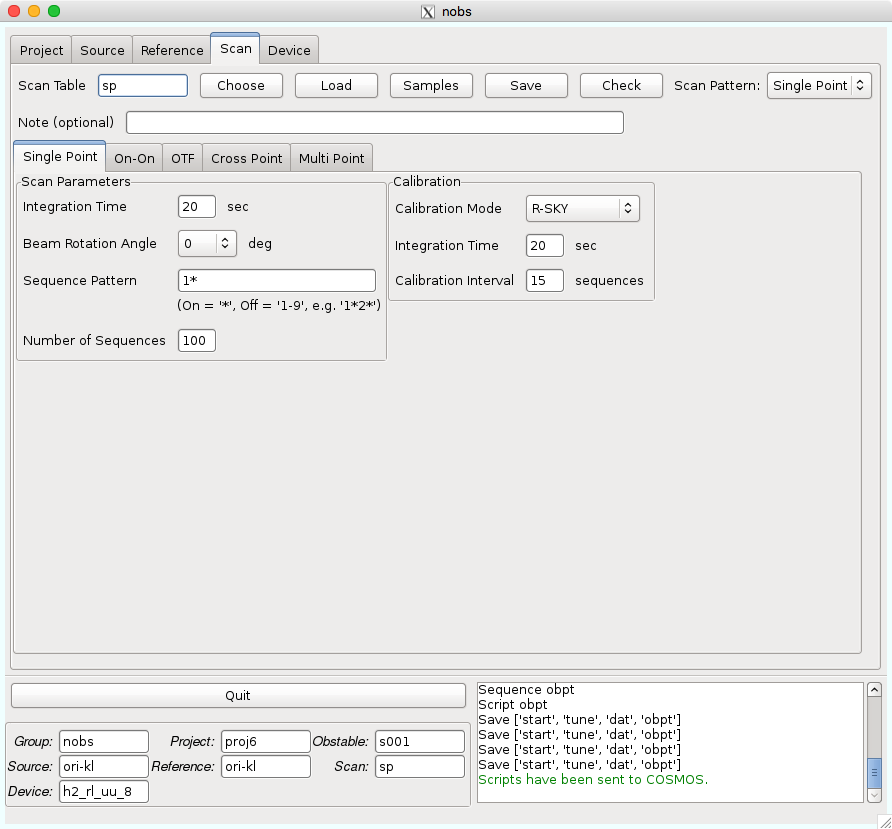 nobs
Project Source Reference Scan Device
Scan Table sp Choose Load Samples Save Check Scan Pattern: Single Point
Note (optional)
Single Point On-On OTF Cross Point Multi Point
Scan Parameters
Integration Time 20 sec
Beam Rotation Angle 0 deg
Sequence Pattern 1*
(On = '*', Off = '1-9', e.g. '1*2*')
Number of Sequences 100
Calibration
Calibration Mode R-SKY
Integration Time 20 sec
Calibration Interval 15 sequences
Quit
Group: nobs Project: proj6 Obstable: s001
Source: ori-kl Reference: ori-kl Scan: sp
Device: h2_rl_uu_8
Sequence obpt
Script obpt
Save ['start', 'tune', 'dat', 'obpt']
Save ['start', 'tune', 'dat', 'obpt']
Save ['start', 'tune', 'dat', 'obpt']
Save ['start', 'tune', 'dat', 'obpt']
Scripts have been sent to COSMOS.